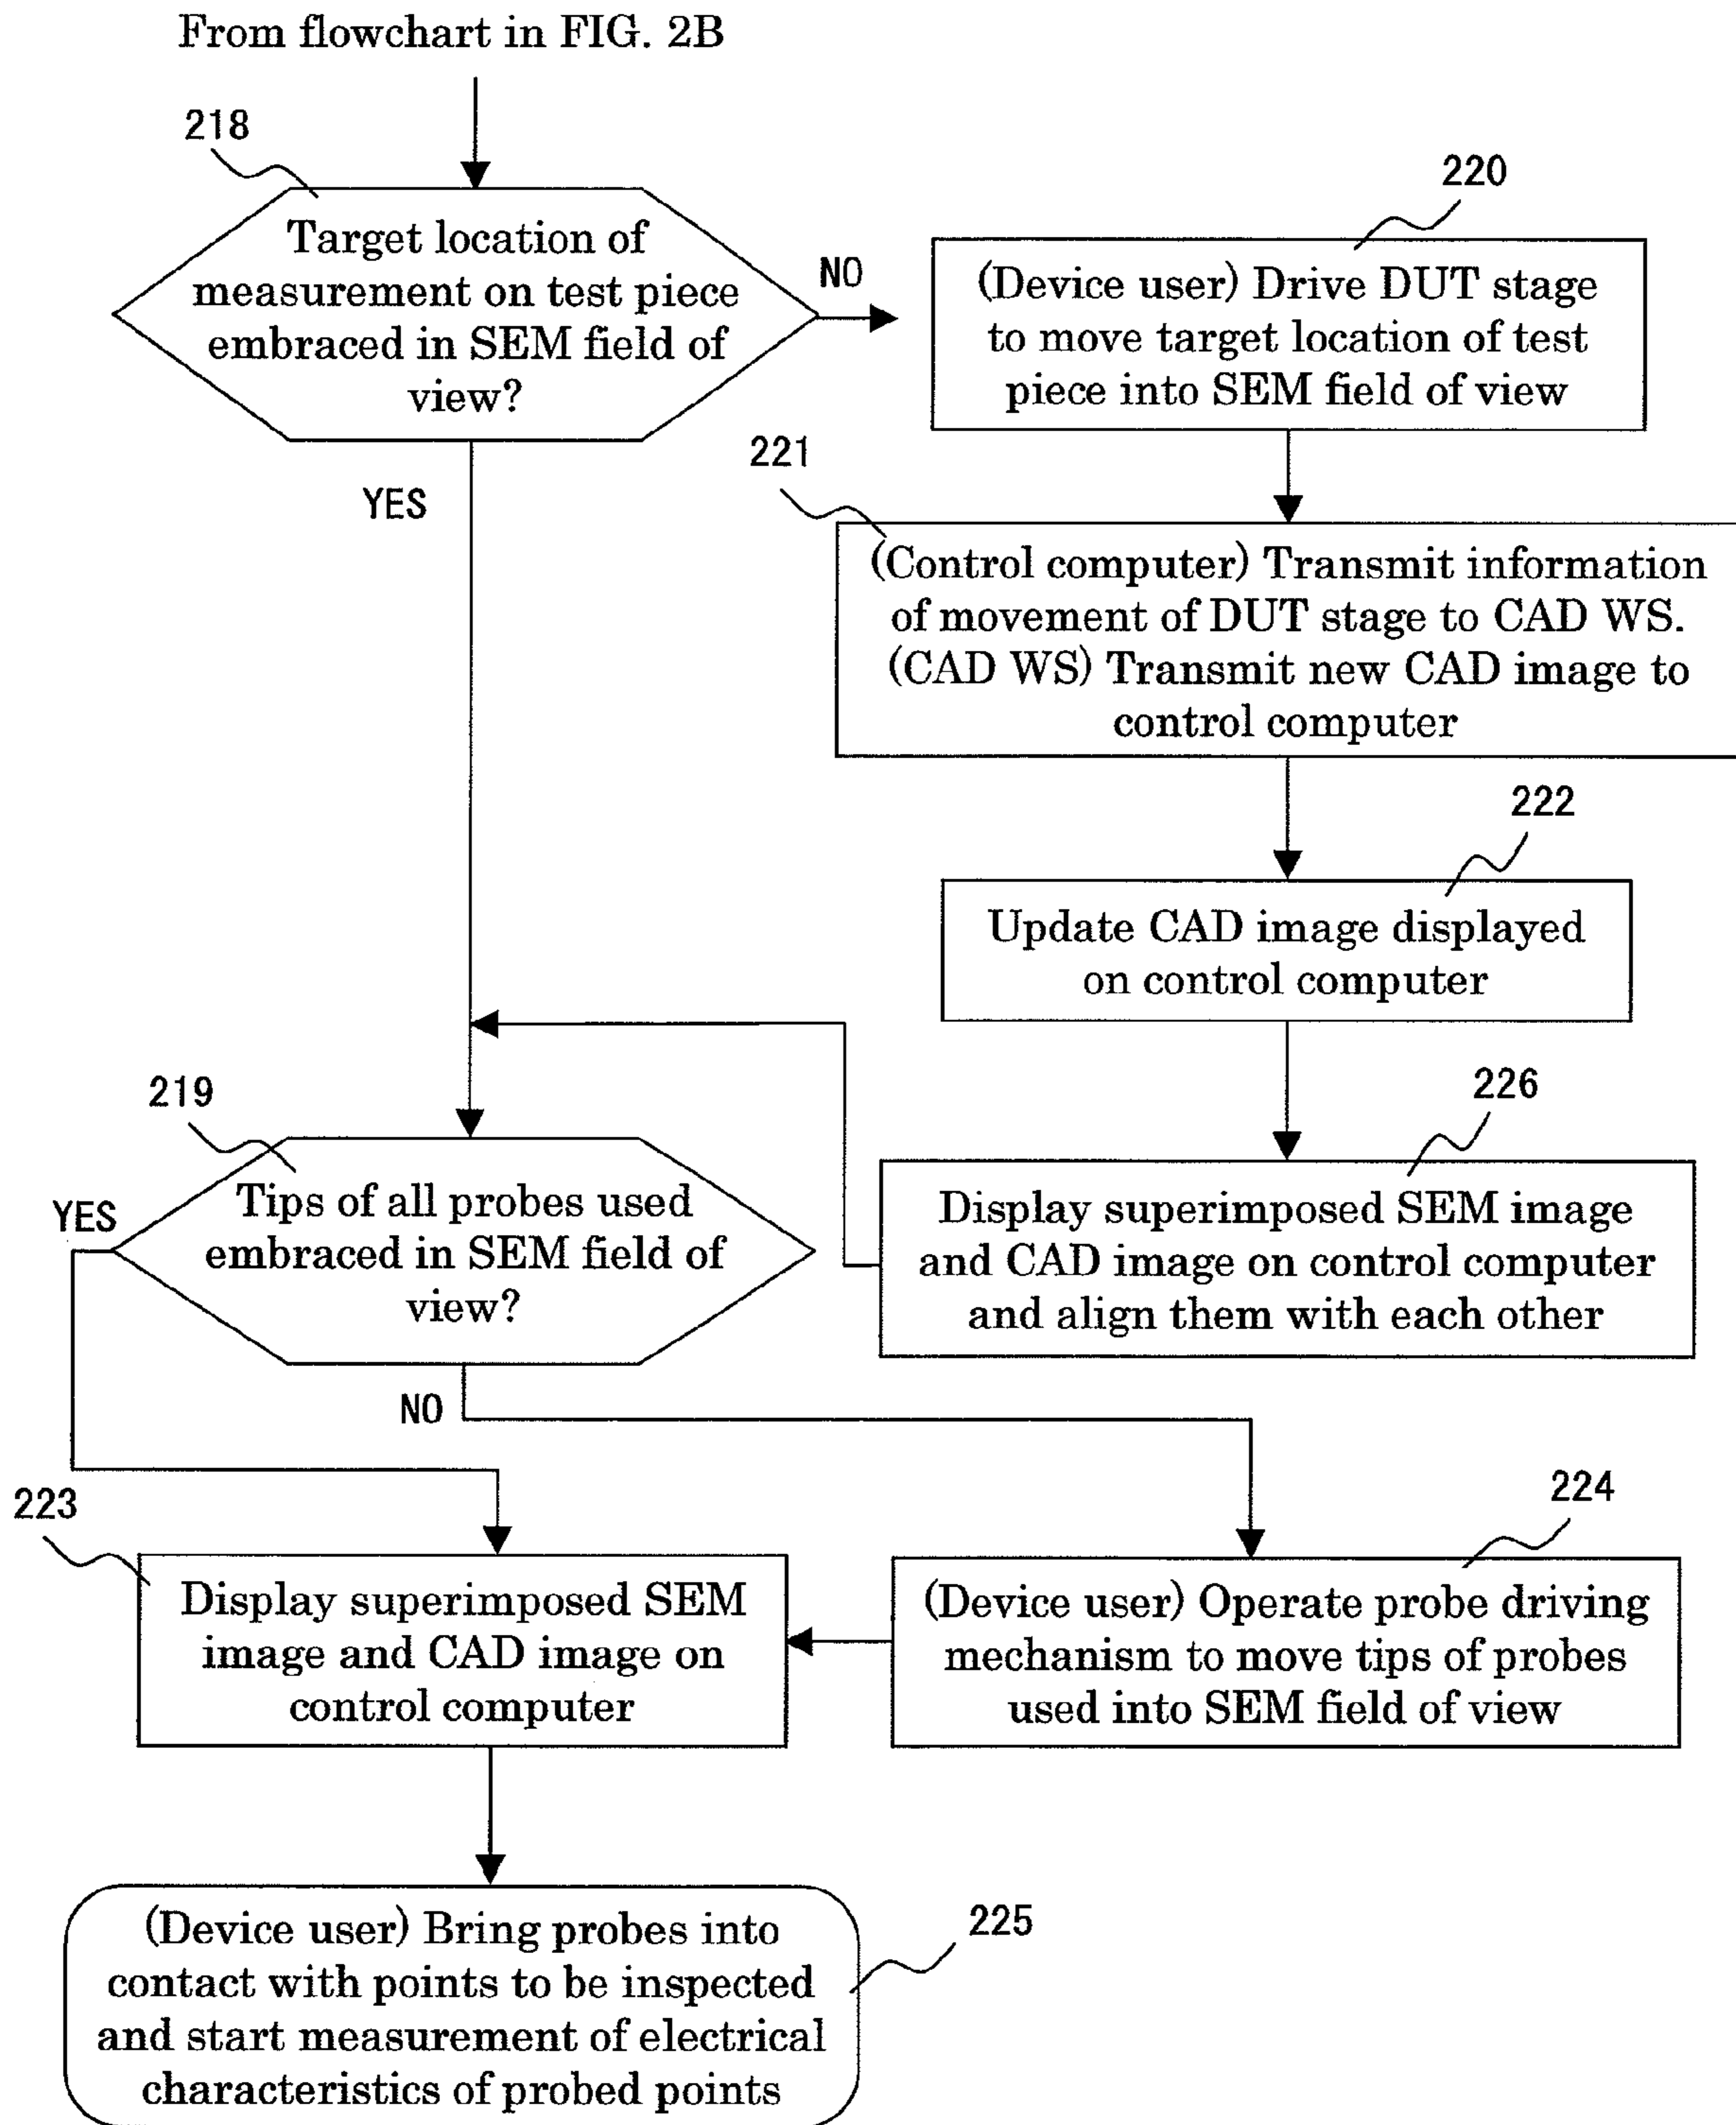 From flowchart in FIG. 2B
218
Target location of
measurement on test piece
embraced in SEM field of
view?
NO
YES
220
(Device user) Drive DUT stage
to move target location of test
piece into SEM field of view
221
(Control computer) Transmit information
of movement of DUT stage to CAD WS.
(CAD WS) Transmit new CAD image to
control computer
222
Update CAD image displayed
on control computer
226
Display superimposed SEM image
and CAD image on control computer
and align them with each other
219
Tips of all probes used
embraced in SEM field of
view?
YES
NO
224
(Device user) Operate probe driving
mechanism to move tips of probes
used into SEM field of view
223
Display superimposed SEM
image and CAD image on
control computer
225
(Device user) Bring probes into
contact with points to be inspected
and start measurement of electrical
characteristics of probed points